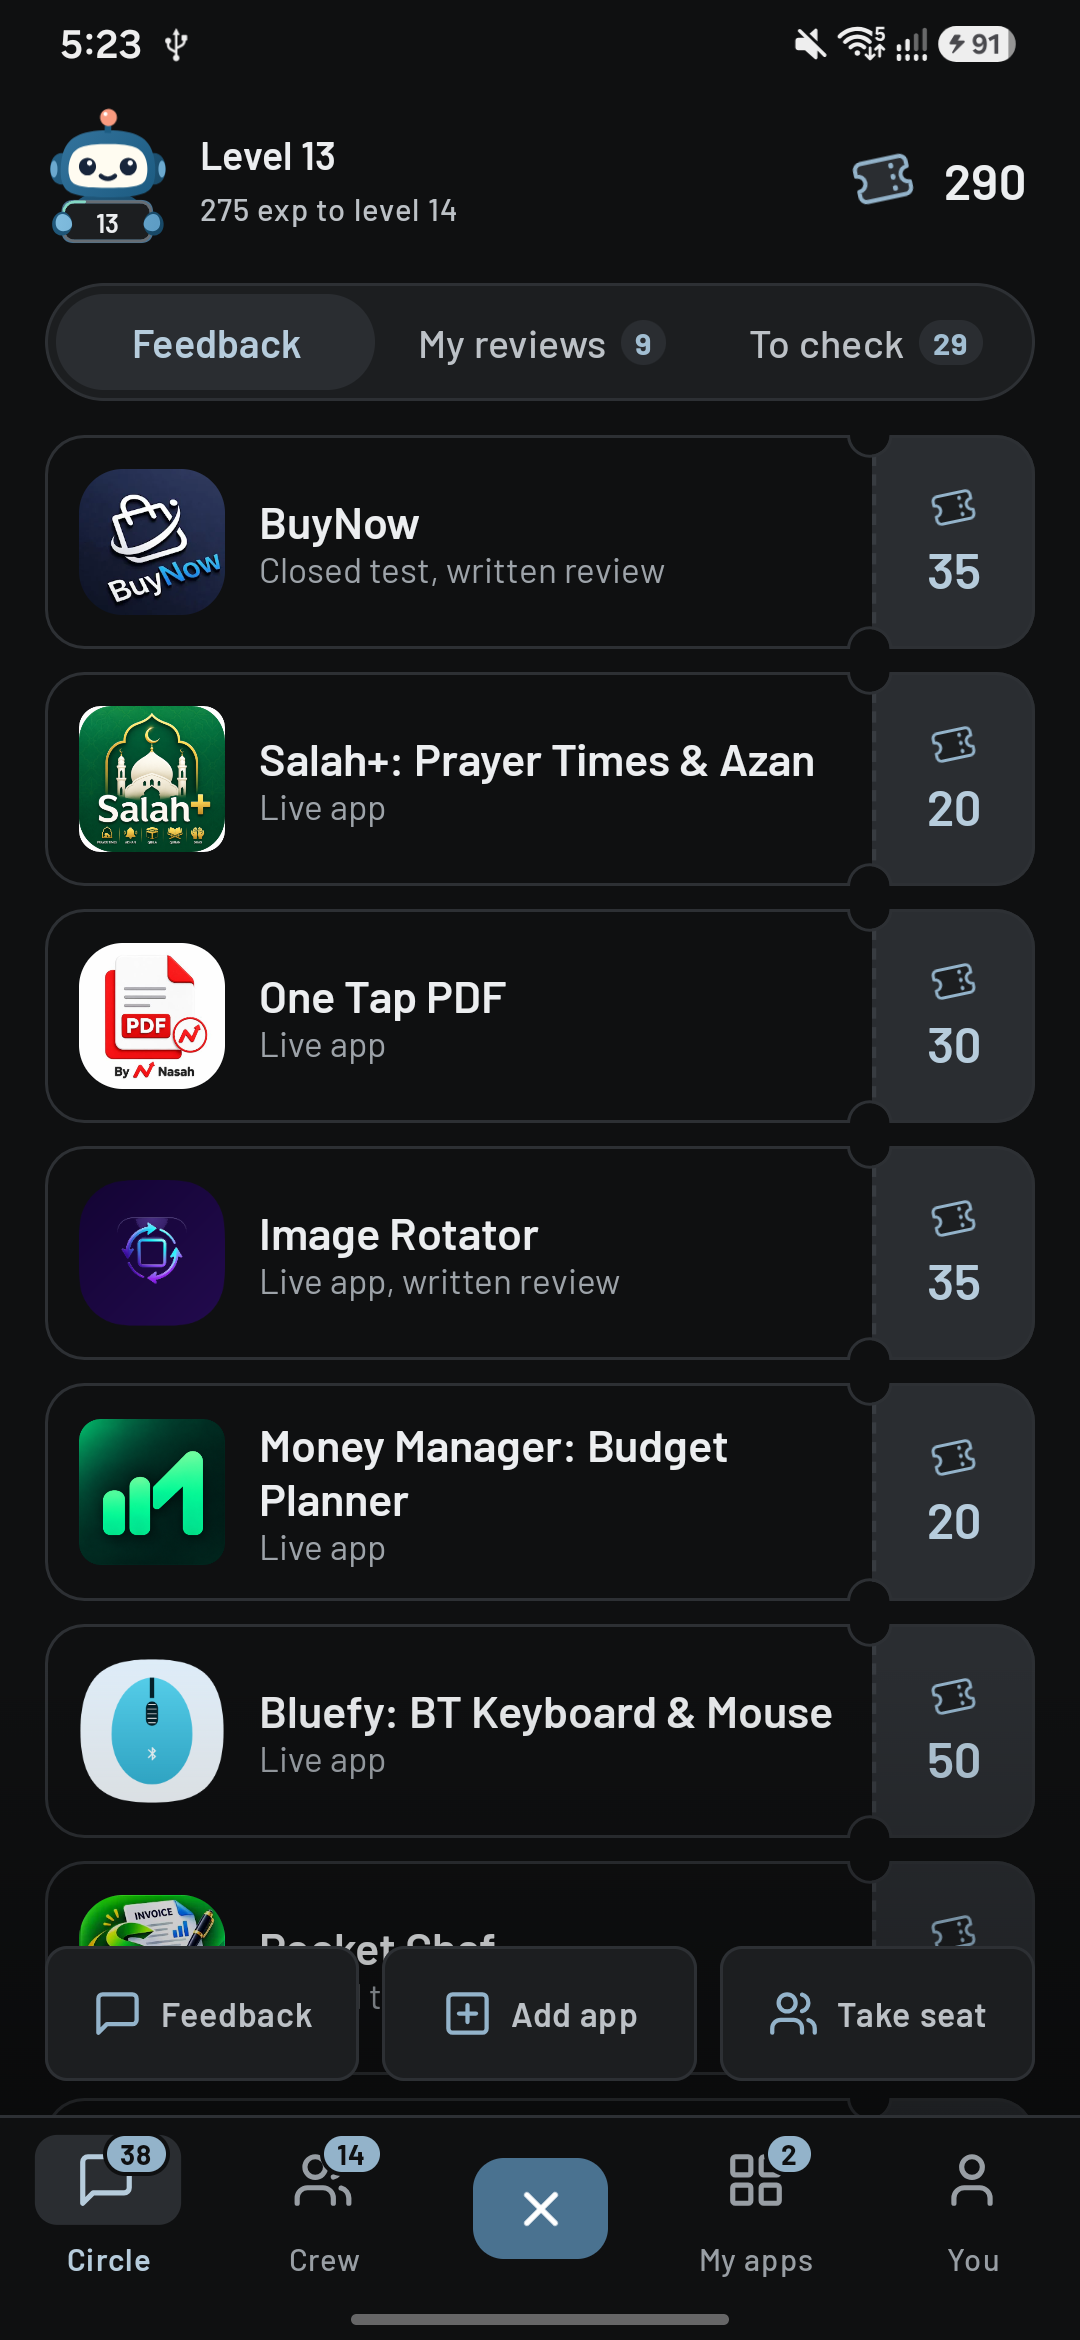 5:23
5
91
Level 13
275 exp to level 14
13
290
Feedback
My reviews 9
To check 29
BuyNow
BuyNow
Closed test, written review
35
Salah+
Salah+: Prayer Times & Azan
Live app
20
PDF
By Nasah
One Tap PDF
Live app
30
Image Rotator
Live app, written review
35
Money Manager: Budget
Planner
Live app
20
Bluefy: BT Keyboard & Mouse
Live app
50
INVOICE
Feedback
Add app
Take seat
38
14
2
Circle
Crew
My apps
You